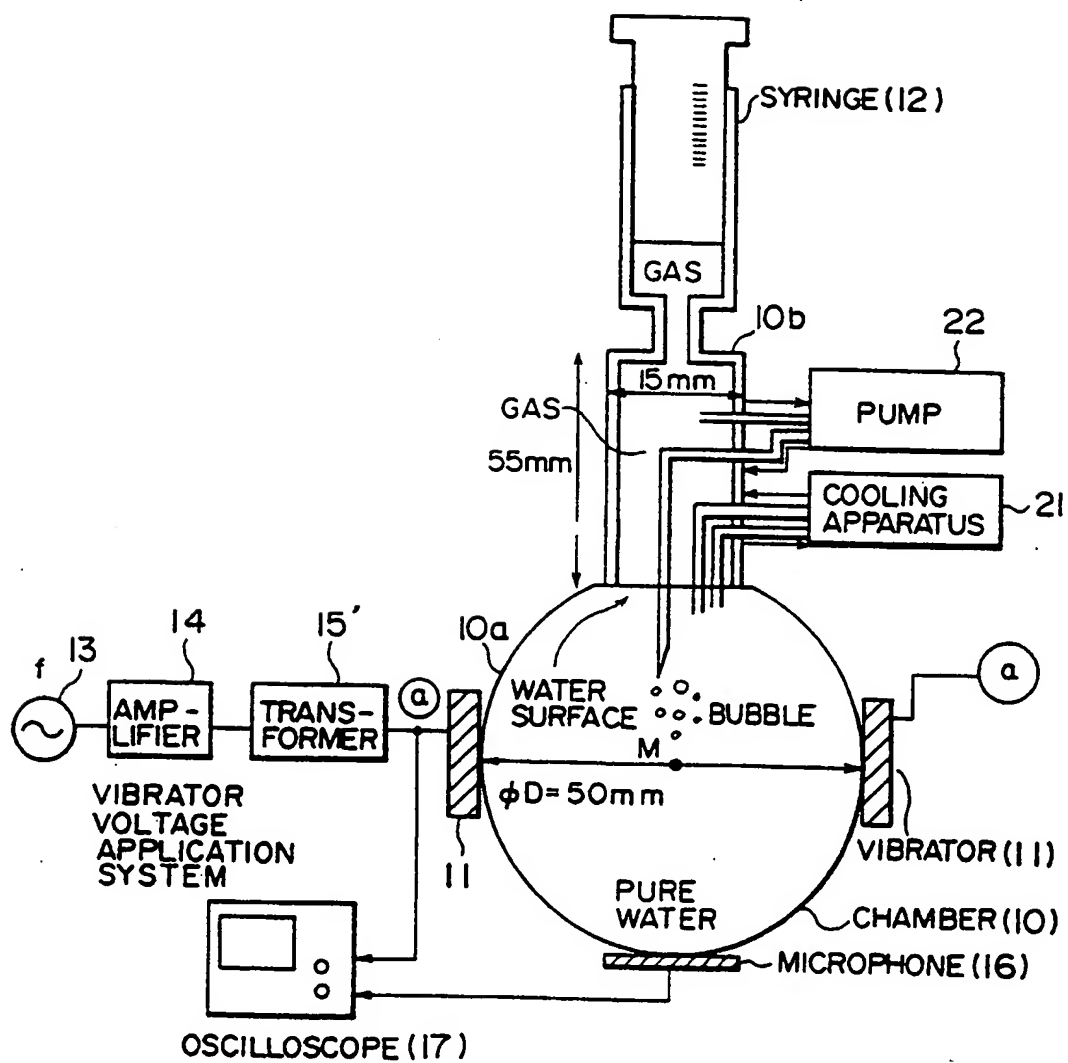 SYRINGE(12)
GAS
10b
22
15mm
PUMP
GAS
55mm
COOLING
APPARATUS
21
14
15'
10a
f
13
a
AMP-
LIFIER
TRANS-
FORMER
a
WATER
SURFACE
BUBBLE
M
φD=50mm
VIBRATOR
VOLTAGE
APPLICATION
SYSTEM
11
VIBRATOR(11)
PURE
WATER
CHAMBER(10)
MICROPHONE(16)
OSCILLOSCOPE(17)